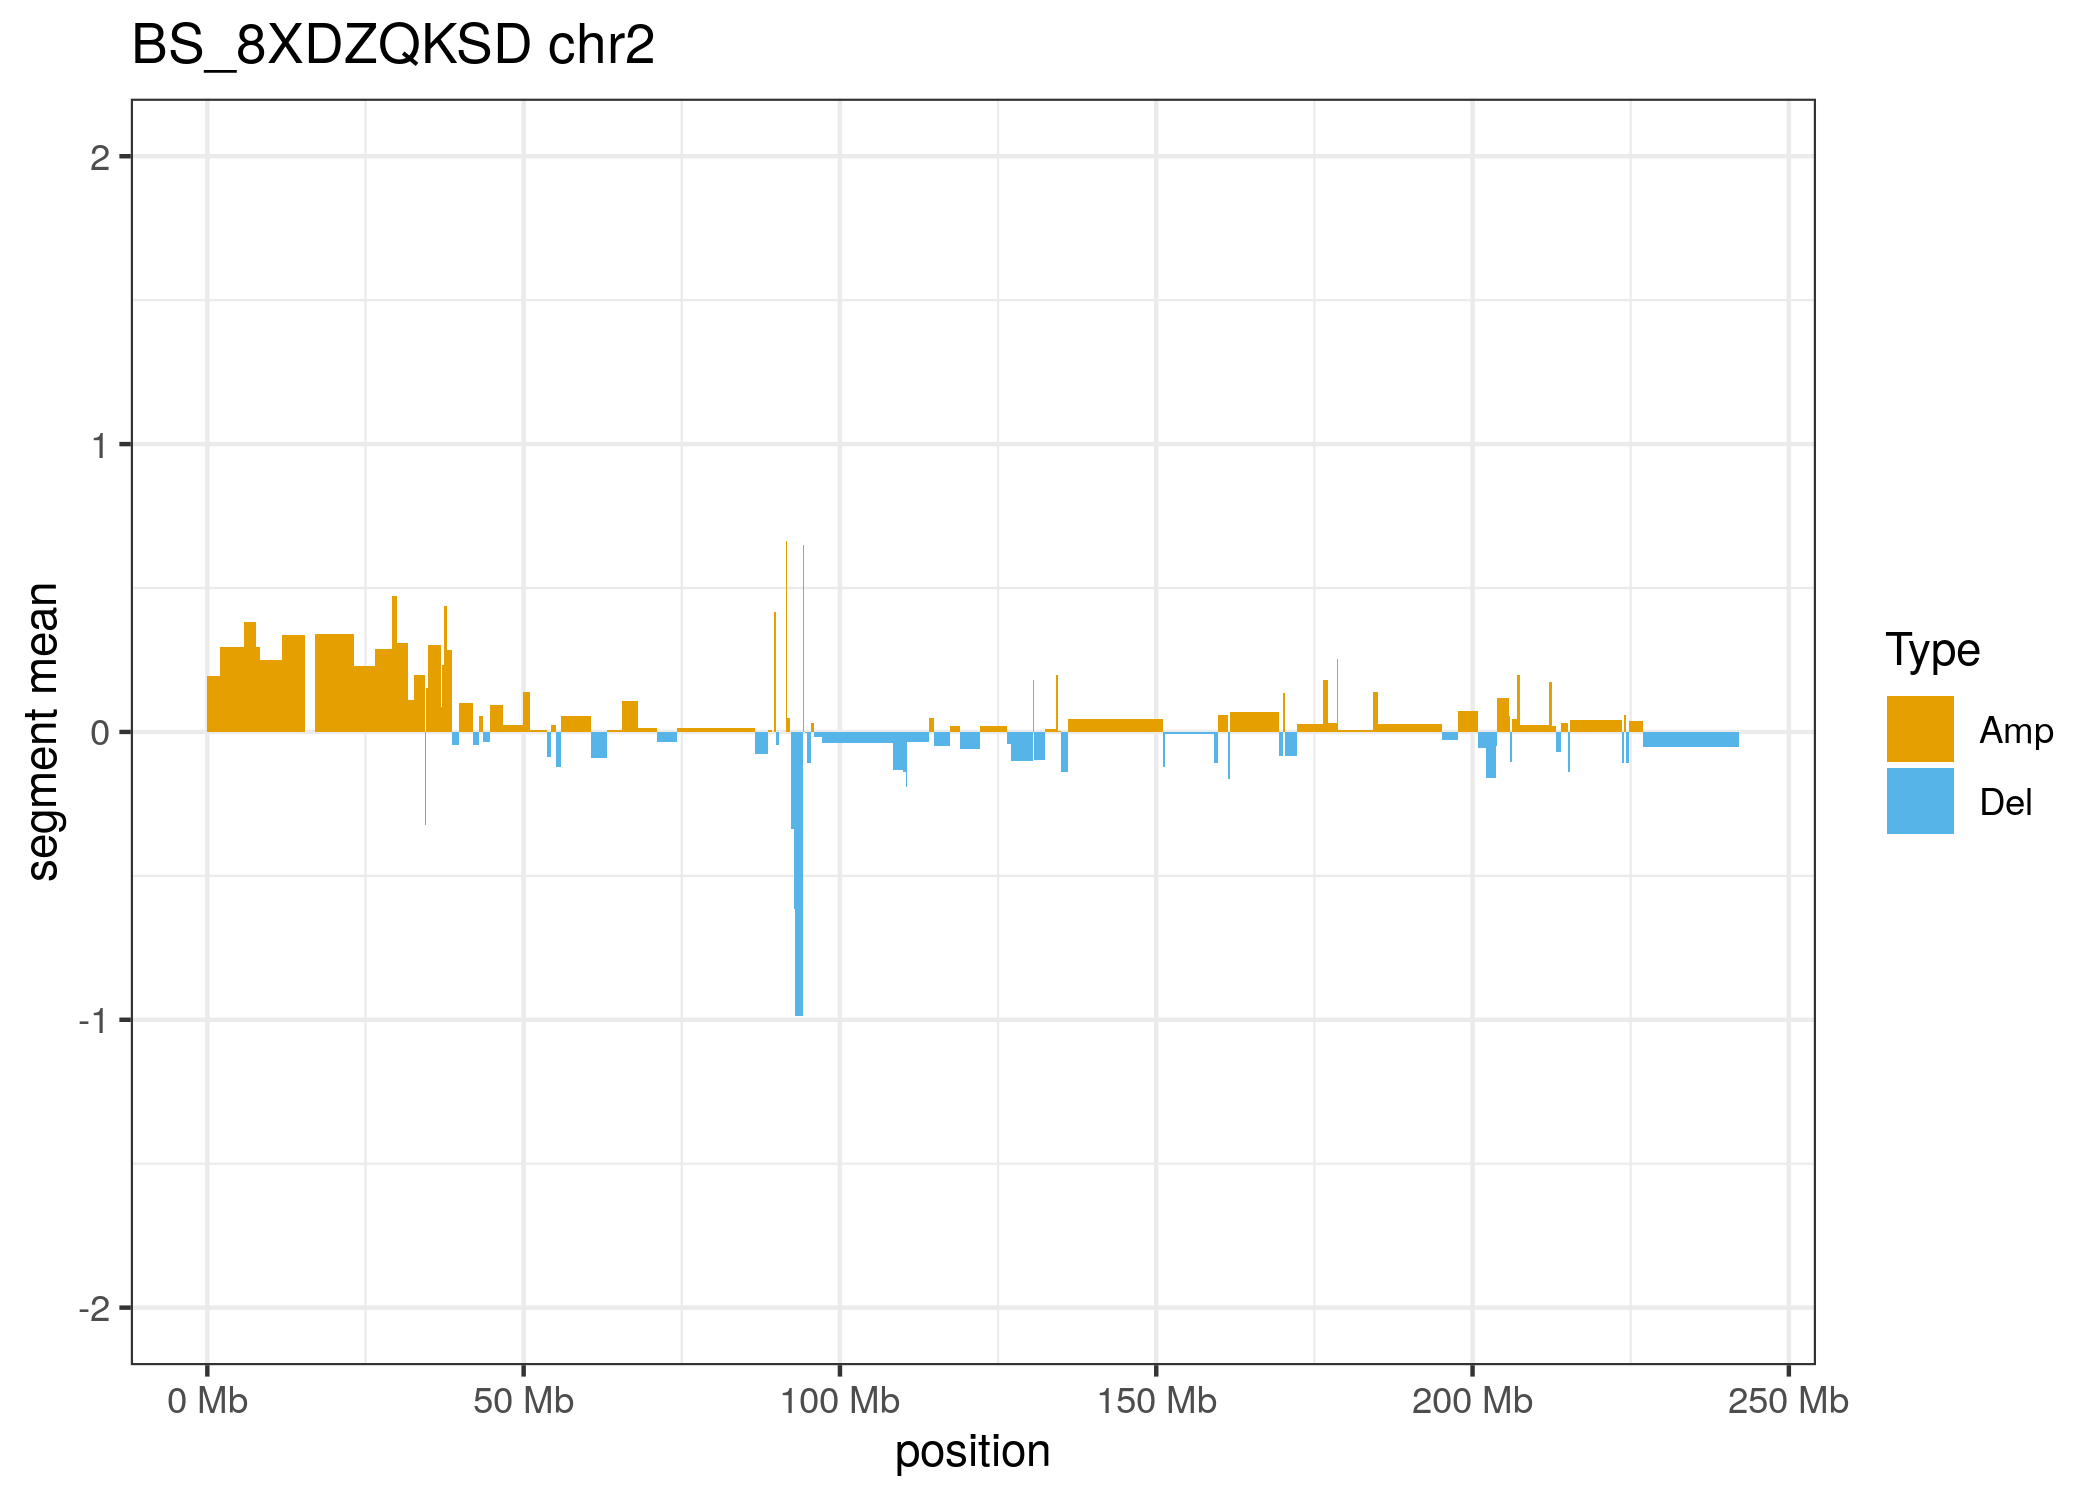 BS_8XDZQKSD chr2
2
1
0
-1
-2
segment mean
0 Mb
50 Mb
100 Mb
150 Mb
200 Mb
250 Mb
position
Type
Amp
Del